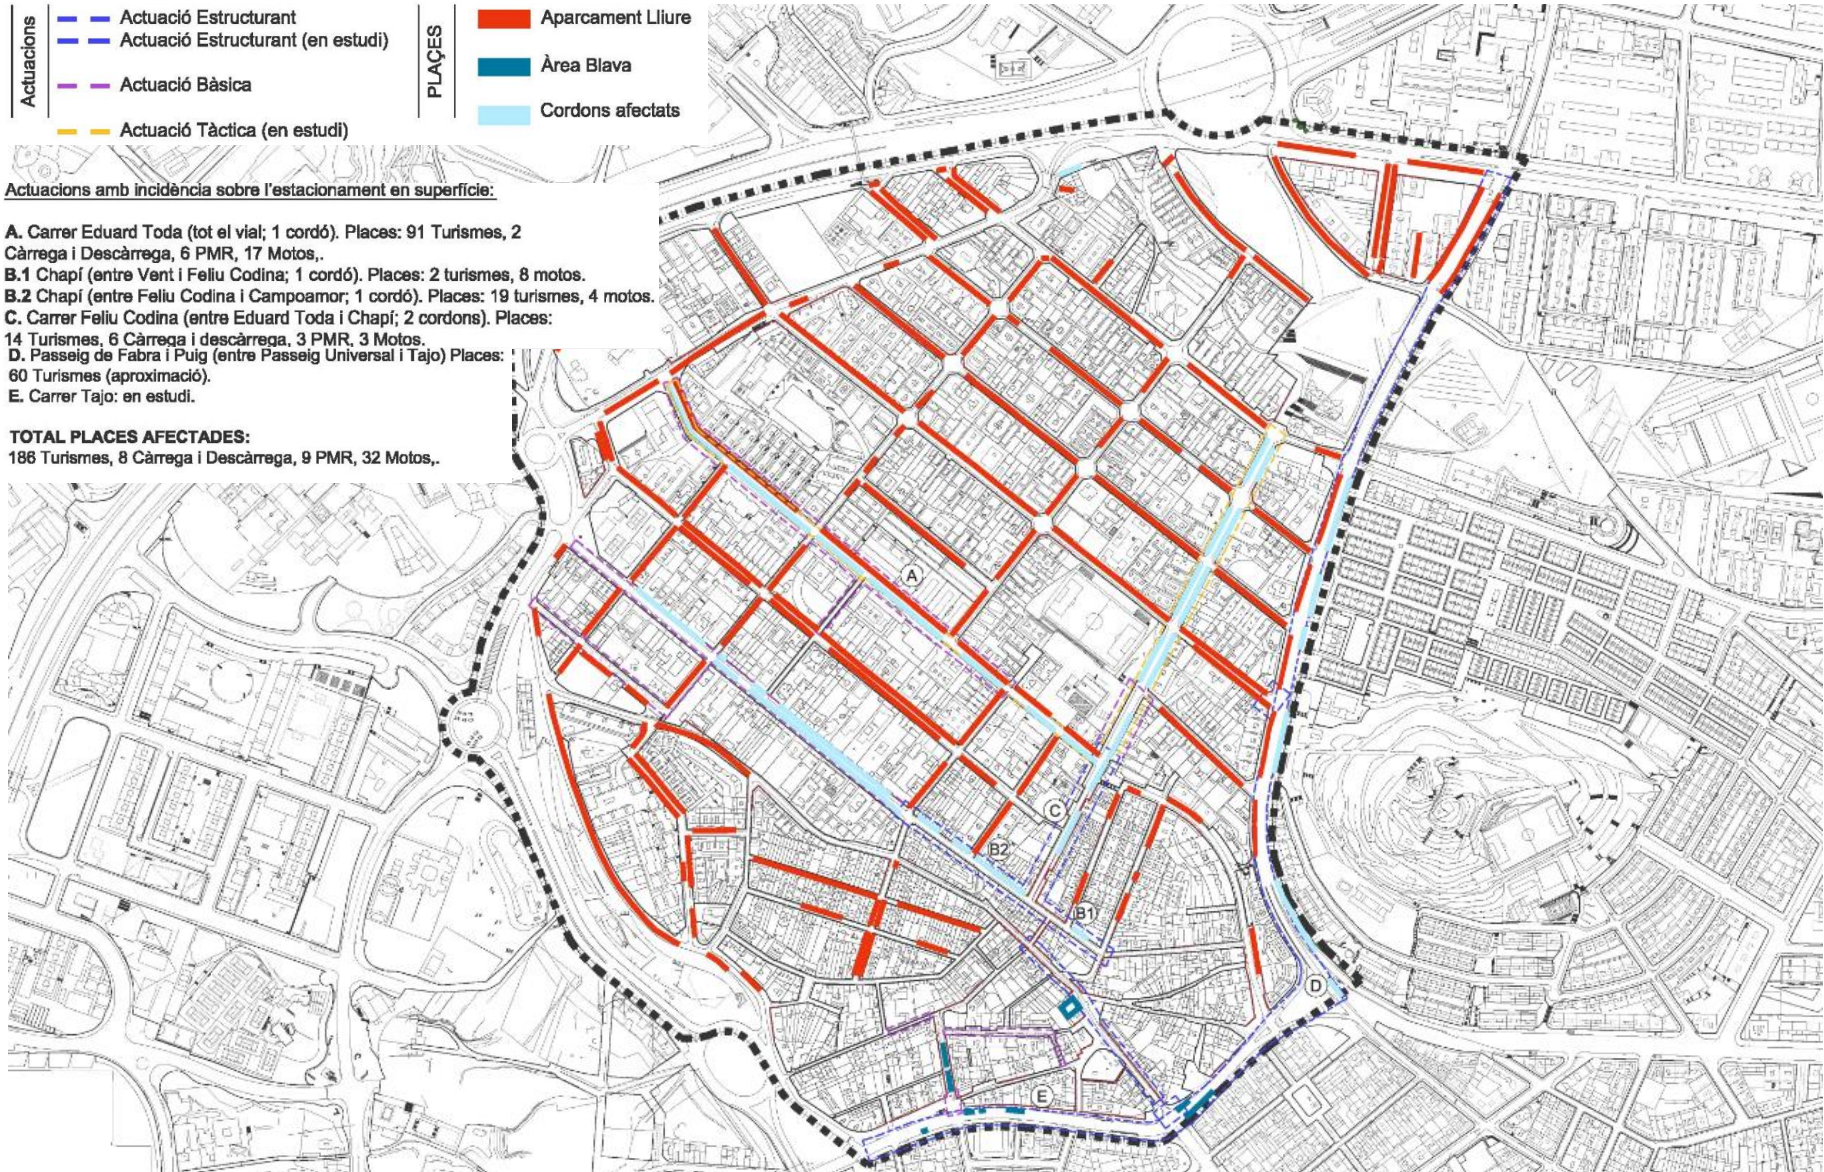 Actuacions
Actuació Estructurant
Actuació Estructurant (en estudi)
Actuació Bàsica
Actuació Tàctica (en estudi)
PLAÇES
Aparcament Lliure
Àrea Blava
Cordons afectats
Actuacions amb incidència sobre l'estacionament en superfície:
A. Carrer Eduard Toda (tot el vial; 1 cordó). Places: 91 Turismes, 2
Càrrega i Descàrrega, 6 PMR, 17 Motos,.
B.1 Chapí (entre Vent i Feliu Codina; 1 cordó). Places: 2 turismes, 8 motos.
B.2 Chapí (entre Feliu Codina i Campoamor; 1 cordó). Places: 19 turismes, 4 motos.
C. Carrer Feliu Codina (entre Eduard Toda i Chapí; 2 cordons). Places:
14 Turismes, 6 Càrrega i descàrrega, 3 PMR, 3 Motos.
D. Passeig de Fabra i Puig (entre Passeig Universal i Tajo) Places:
60 Turismes (aproximació).
E. Carrer Tajo: en estudi.
TOTAL PLACES AFECTADES:
186 Turismes, 8 Càrrega i Descàrrega, 9 PMR, 32 Motos,.
A
C
B2
B1
D
E